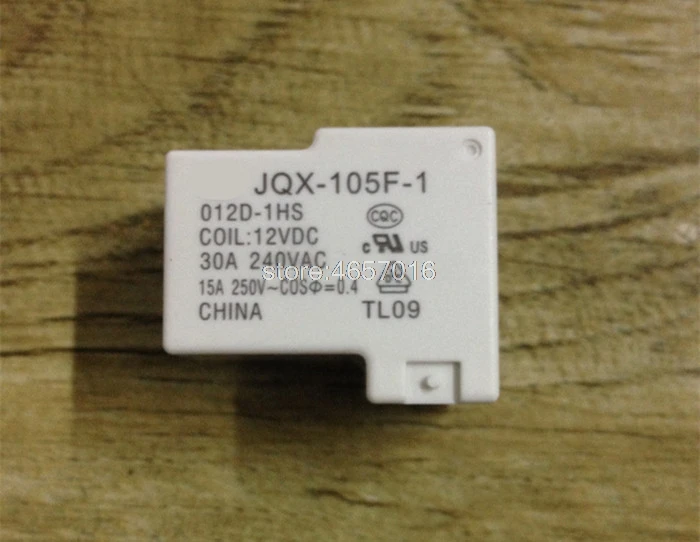 JQX-105F-1
012D-1HS
CQC
COIL:12VDC
c UR US
30A 240VAC
store: 4657016
15A 250V~COSΦ=0.4
CHINA
TL09